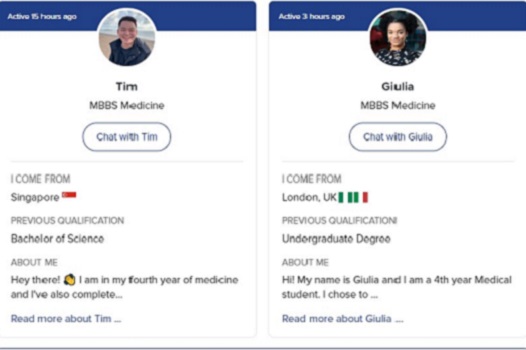 Active 15 hours ago
Tim
MBBS Medicine
Chat with Tim
I COME FROM
Singapore 🇸🇬
PREVIOUS QUALIFICATION
Bachelor of Science
ABOUT ME
Hey there! I am in my fourth year of medicine
and I've also complete...
Read more about Tim ...
Active 3 hours ago
Giulia
MBBS Medicine
Chat with Giulia
I COME FROM
London, UK
PREVIOUS QUALIFICATION
Undergraduate Degree
ABOUT ME
Hi! My name is Giulia and I am a 4th year Medical
student. I chose to ...
Read more about Giulia ...